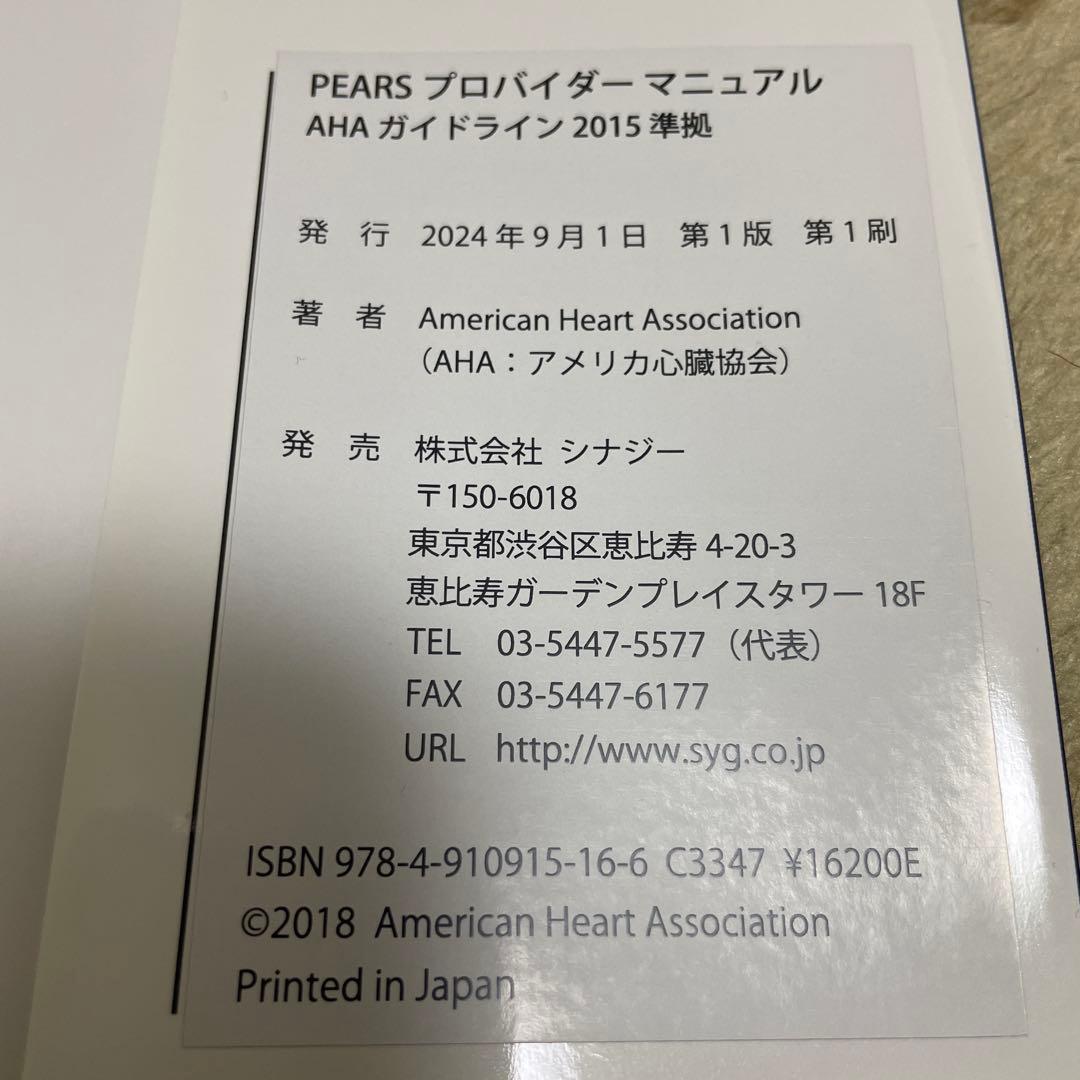 PEARS プロバイダー マニュアル
AHA ガイドライン 2015 準拠
発 行 2024 年 9 月 1 日 第 1 版 第 1 刷
著 者 American Heart Association
（AHA：アメリカ心臓協会）
発 売 株式会社 シナジー
〒150-6018
東京都渋谷区恵比寿 4-20-3
恵比寿ガーデンプレイスタワー 18F
TEL 03-5447-5577（代表）
FAX 03-5447-6177
URL http://www.syg.co.jp
ISBN 978-4-910915-16-6 C3347 ¥16200E
©2018 American Heart Association
Printed in Japan